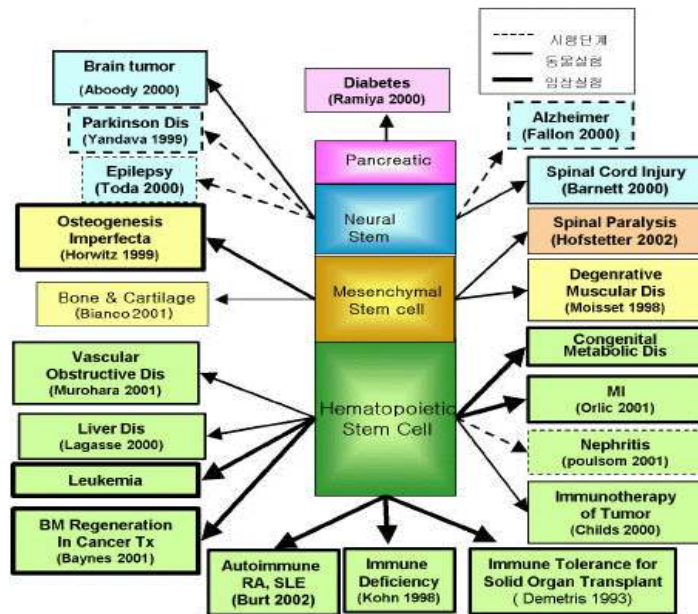 시험단계
동물실험
임상실험
Brain tumor
(Aboody 2000)
Parkinson Dis
(Yandava 1999)
Epilepsy
(Toda 2000)
Osteogenesis
Imperfecta
(Horwitz 1999)
Bone & Cartilage
(Bianco 2001)
Vascular
Obstructive Dis
(Murohara 2001)
Liver Dis
(Lagasse 2000)
Leukemia
BM Regeneration
In Cancer Tx
(Baynes 2001)
Diabetes
(Ramiya 2000)
Pancreatic
Neural
Stem
Mesenchymal
Stem cell
Hematopoietic
Stem Cell
Alzheimer
(Fallon 2000)
Spinal Cord Injury
(Barnett 2000)
Spinal Paralysis
(Hofstetter 2002)
Degenrative
Muscular Dis
(Moisset 1998)
Congenital
Metabolic Dis
MI
(Orlic 2001)
Nephritis
(poulsom 2001)
Immunotherapy
of Tumor
(Childs 2000)
Autoimmune
RA, SLE
(Burt 2002)
Immune
Deficiency
(Kohn 1998)
Immune Tolerance for
Solid Organ Transplant
( Demetris 1993)